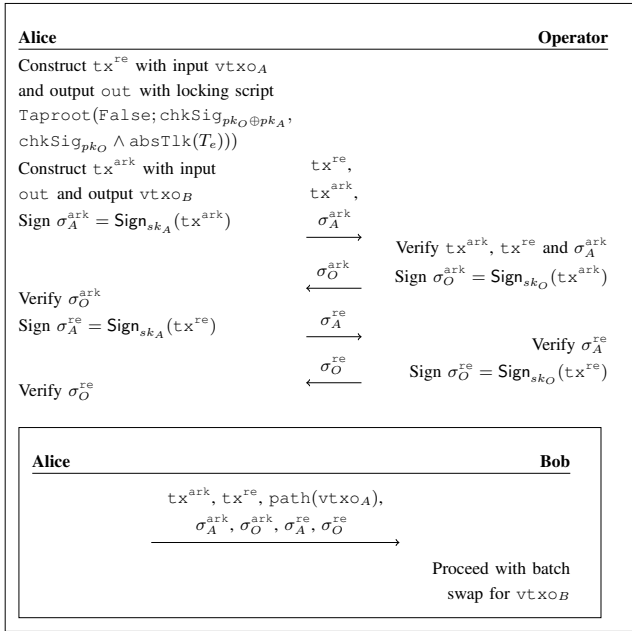 Alice Operator
Construct tx^re with input vtxo_A
and output out with locking script
Taproot(False; chkSig_{pk_O⊕pk_A},
chkSig_{pk_O} ∧ absTlk(T_e)))
Construct tx^ark with input tx^re,
out and output vtxo_B tx^ark,
Sign σ_A^ark = Sign_{sk_A}(tx^ark) σ_A^ark
Verify tx^ark, tx^re and σ_A^ark
σ_O^ark Sign σ_O^ark = Sign_{sk_O}(tx^ark)
Verify σ_O^ark
Sign σ_A^re = Sign_{sk_A}(tx^re) σ_A^re
Verify σ_A^re
σ_O^re Sign σ_O^re = Sign_{sk_O}(tx^re)
Verify σ_O^re
Alice Bob
tx^ark, tx^re, path(vtxo_A),
σ_A^ark, σ_O^ark, σ_A^re, σ_O^re
Proceed with batch
swap for vtxo_B